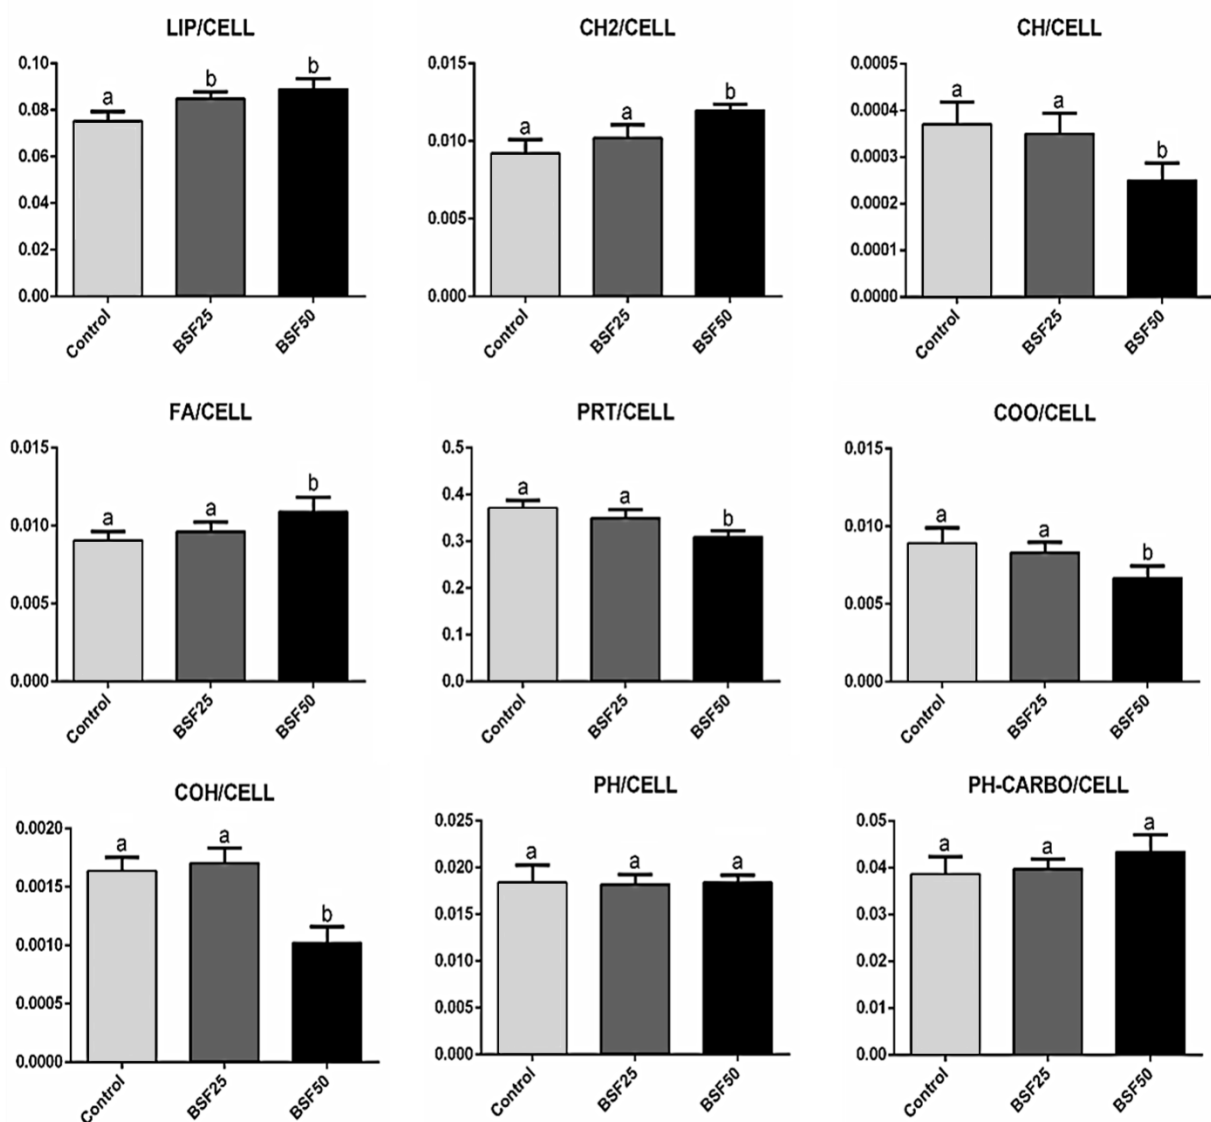 LIP/CELL
0.10
0.08
0.06
0.04
0.02
0.00
a
b
b
Control
BSF25
BSF50
CH2/CELL
0.015
0.010
0.005
0.000
a
a
b
Control
BSF25
BSF50
CH/CELL
0.0005
0.0004
0.0003
0.0002
0.0001
0.0000
a
a
b
Control
BSF25
BSF50
FA/CELL
0.015
0.010
0.005
0.000
a
a
b
Control
BSF25
BSF50
PRT/CELL
0.5
0.4
0.3
0.2
0.1
0.0
a
a
b
Control
BSF25
BSF50
COO/CELL
0.015
0.010
0.005
0.000
a
a
b
Control
BSF25
BSF50
COH/CELL
0.0020
0.0015
0.0010
0.0005
0.0000
a
a
b
Control
BSF25
BSF50
PH/CELL
0.025
0.020
0.015
0.010
0.005
0.000
a
a
a
Control
BSF25
BSF50
PH-CARBO/CELL
0.05
0.04
0.03
0.02
0.01
0.00
a
a
a
Control
BSF25
BSF50